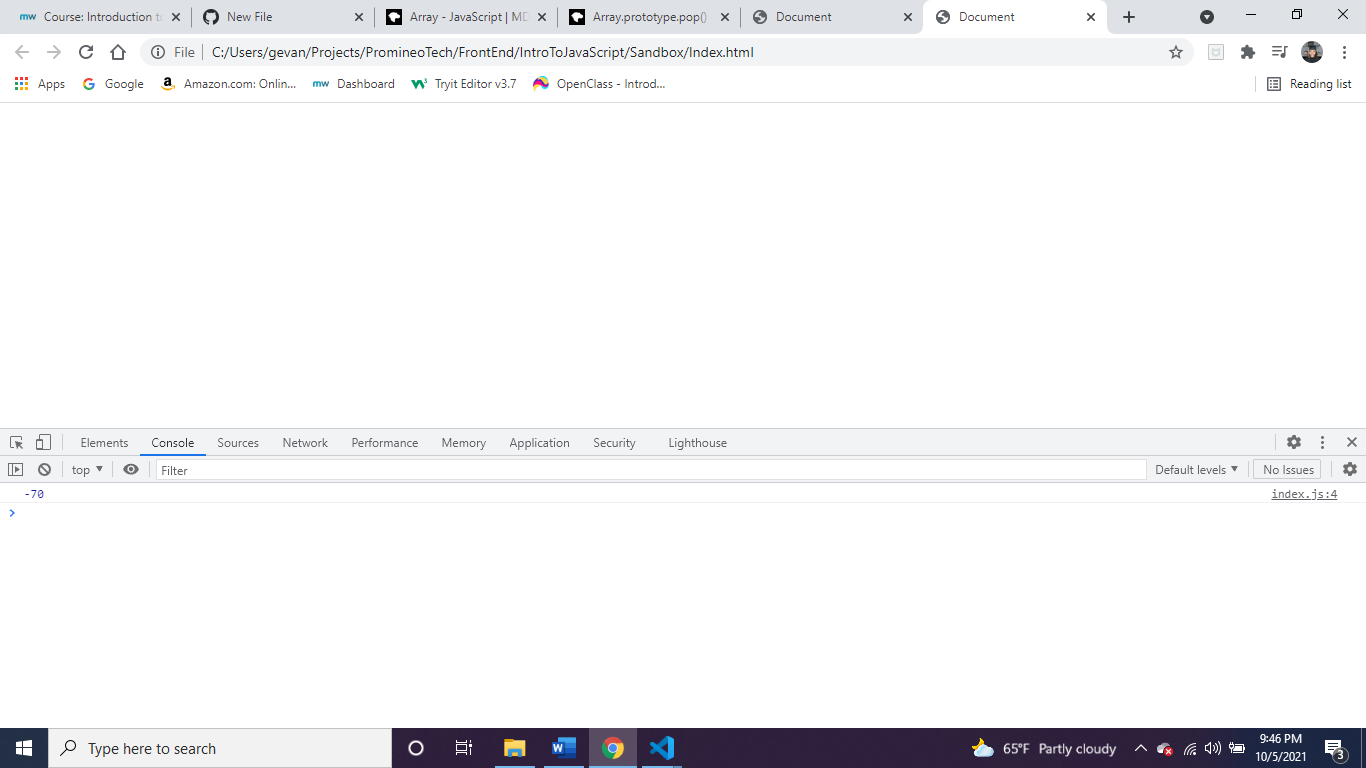 mw Course: Introduction to
New File
Array - JavaScript | MD
Array.prototype.pop()
Document
Document
File C:/Users/gevan/Projects/PromineoTech/FrontEnd/IntroToJavaScript/Sandbox/Index.html
Apps
Google
Amazon.com: Onlin...
mw Dashboard
Tryit Editor v3.7
OpenClass - Introd...
Reading list
Elements Console Sources Network Performance Memory Application Security Lighthouse
top
Filter
Default levels
No Issues
-70 index.js:4
Type here to search
65°F Partly cloudy
9:46 PM
10/5/2021
3